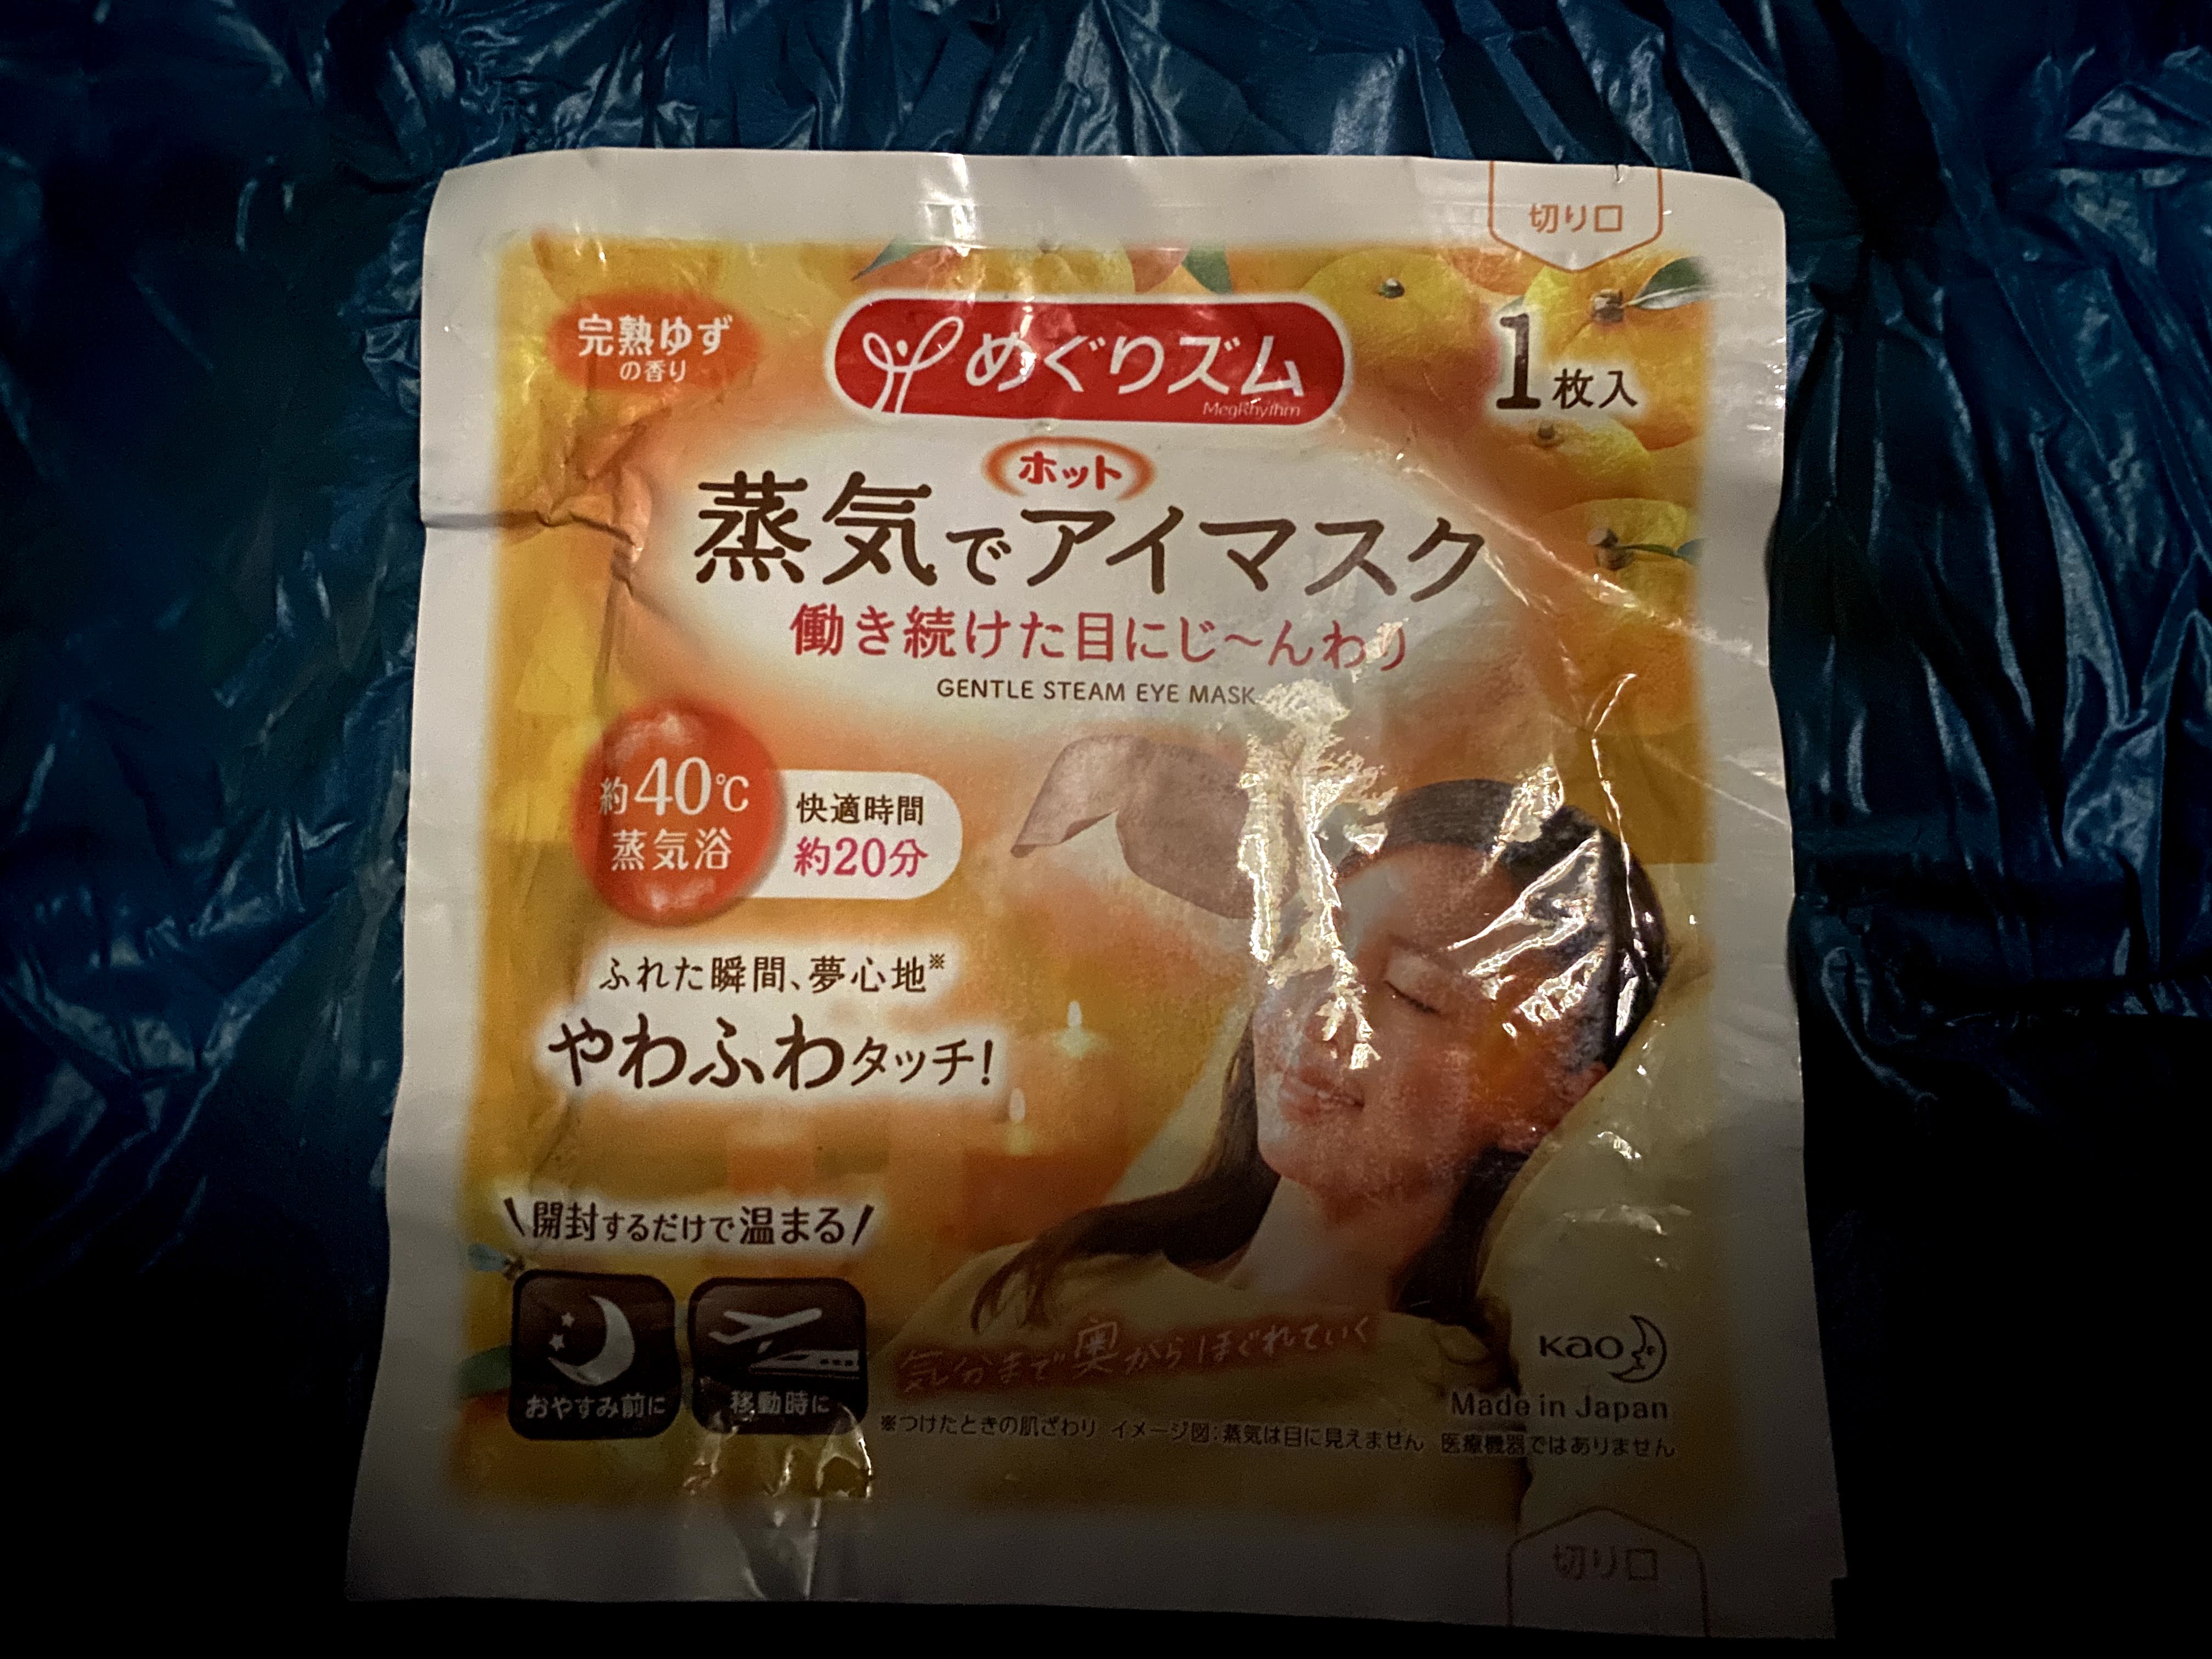 切り口
完熟ゆず
の香り
めぐりズム
MegRhythm
1枚入
ホット
蒸気でアイマスク
働き続けた目にじ〜んわり
GENTLE STEAM EYE MASK
約40℃
蒸気浴
快適時間
約20分
ふれた瞬間、夢心地※
やわふわタッチ!
\開封するだけで温まる/
おやすみ前に
移動時に
気分まで奥からほぐれていく
Kao
Made in Japan
※つけたときの肌ざわり イメージ図:蒸気は目に見えません 医療機器ではありません
切り口